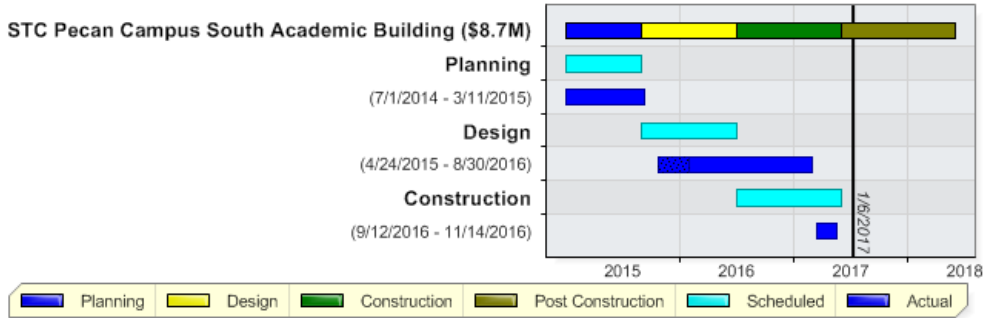 STC Pecan Campus South Academic Building ($8.7M)
Planning
(7/1/2014 - 3/11/2015)
Design
(4/24/2015 - 8/30/2016)
Construction
(9/12/2016 - 11/14/2016)
1/6/2017
2015 2016 2017 2018
Planning Design Construction Post Construction Scheduled Actual